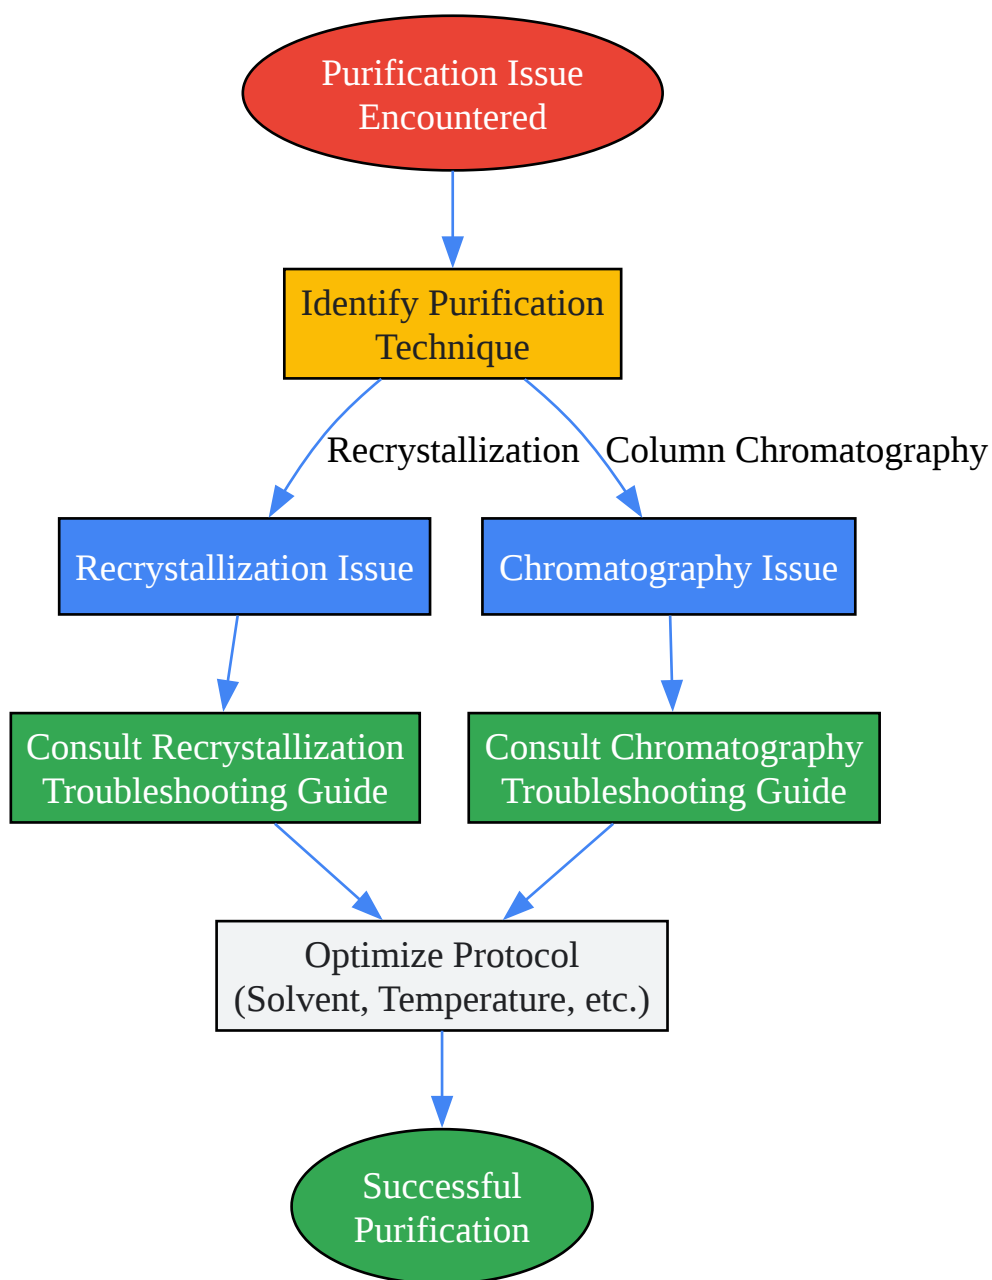 Purification Issue
Encountered
Identify Purification
Technique
Recrystallization
Column Chromatography
Recrystallization Issue
Chromatography Issue
Consult Recrystallization
Troubleshooting Guide
Consult Chromatography
Troubleshooting Guide
Optimize Protocol
(Solvent, Temperature, etc.)
Successful
Purification